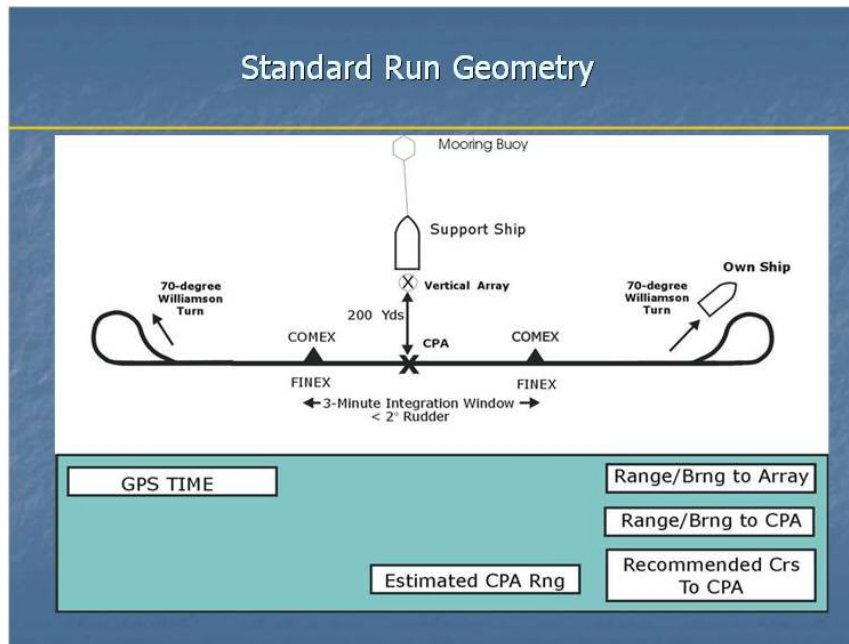 Standard Run Geometry
Mooring Buoy
Support Ship
Vertical Array
Own Ship
70-degree
Williamson
Turn
70-degree
Williamson
Turn
200 Yds
COMEX
CPA
COMEX
X
X
FINEX
FINEX
3-Minute Integration Window
< 2° Rudder
GPS TIME
Range/Brng to Array
Range/Brng to CPA
Estimated CPA Rng
Recommended Crs
To CPA